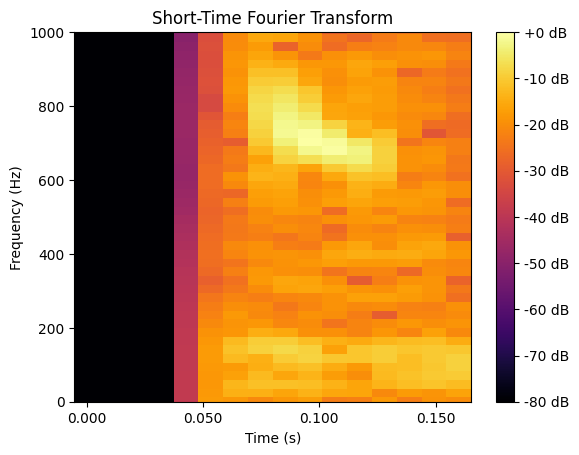 Short-Time Fourier Transform
1000
800
600
400
200
0
Frequency (Hz)
0.000
0.050
0.100
0.150
Time (s)
+0 dB
-10 dB
-20 dB
-30 dB
-40 dB
-50 dB
-60 dB
-70 dB
-80 dB